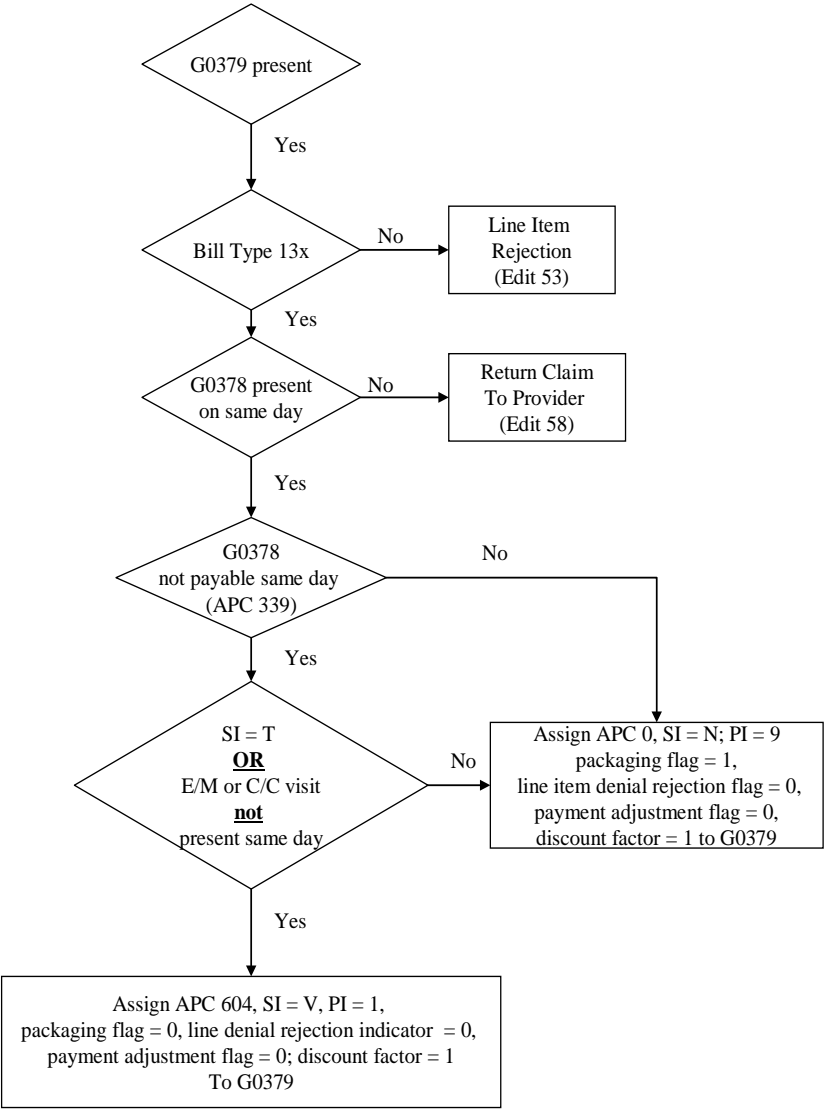 G0379 present
Yes
Bill Type 13x
No
Line Item
Rejection
(Edit 53)
Yes
G0378 present
on same day
No
Return Claim
To Provider
(Edit 58)
Yes
G0378
not payable same day
(APC 339)
No
Yes
SI = T
OR
E/M or C/C visit
not
present same day
No
Assign APC 0, SI = N; PI = 9
packaging flag = 1,
line item denial rejection flag = 0,
payment adjustment flag = 0,
discount factor = 1 to G0379
Yes
Assign APC 604, SI = V, PI = 1,
packaging flag = 0, line denial rejection indicator = 0,
payment adjustment flag = 0; discount factor = 1
To G0379